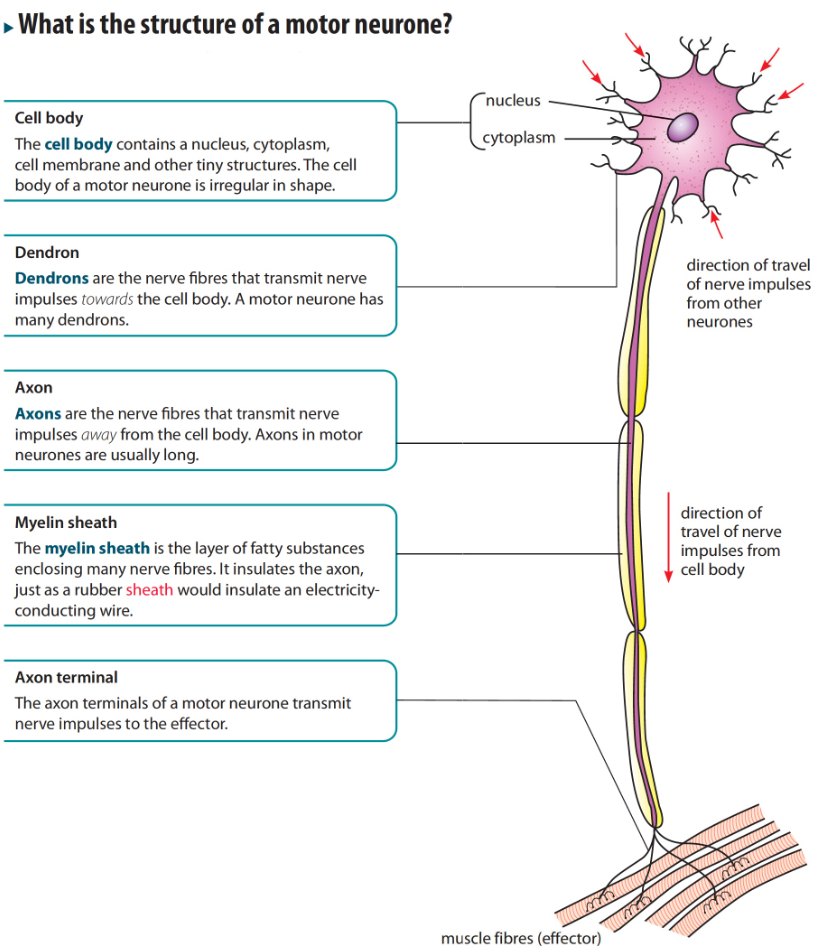 ▸ What is the structure of a motor neurone?
Cell body
The cell body contains a nucleus, cytoplasm,
cell membrane and other tiny structures. The cell
body of a motor neurone is irregular in shape.
nucleus
cytoplasm
Dendron
Dendrons are the nerve fibres that transmit nerve
impulses towards the cell body. A motor neurone has
many dendrons.
direction of travel
of nerve impulses
from other
neurones
Axon
Axons are the nerve fibres that transmit nerve
impulses away from the cell body. Axons in motor
neurones are usually long.
Myelin sheath
The myelin sheath is the layer of fatty substances
enclosing many nerve fibres. It insulates the axon,
just as a rubber sheath would insulate an electricity-
conducting wire.
direction of
travel of nerve
impulses from
cell body
Axon terminal
The axon terminals of a motor neurone transmit
nerve impulses to the effector.
muscle fibres (effector)